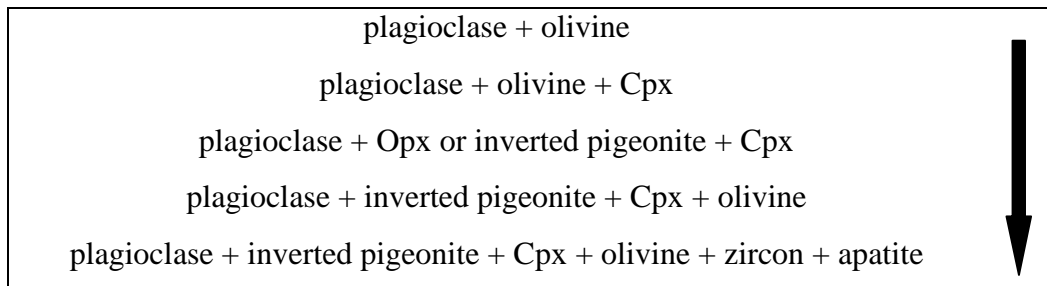 plagioclase + olivine
plagioclase + olivine + Cpx
plagioclase + Opx or inverted pigeonite + Cpx
plagioclase + inverted pigeonite + Cpx + olivine
plagioclase + inverted pigeonite + Cpx + olivine + zircon + apatite